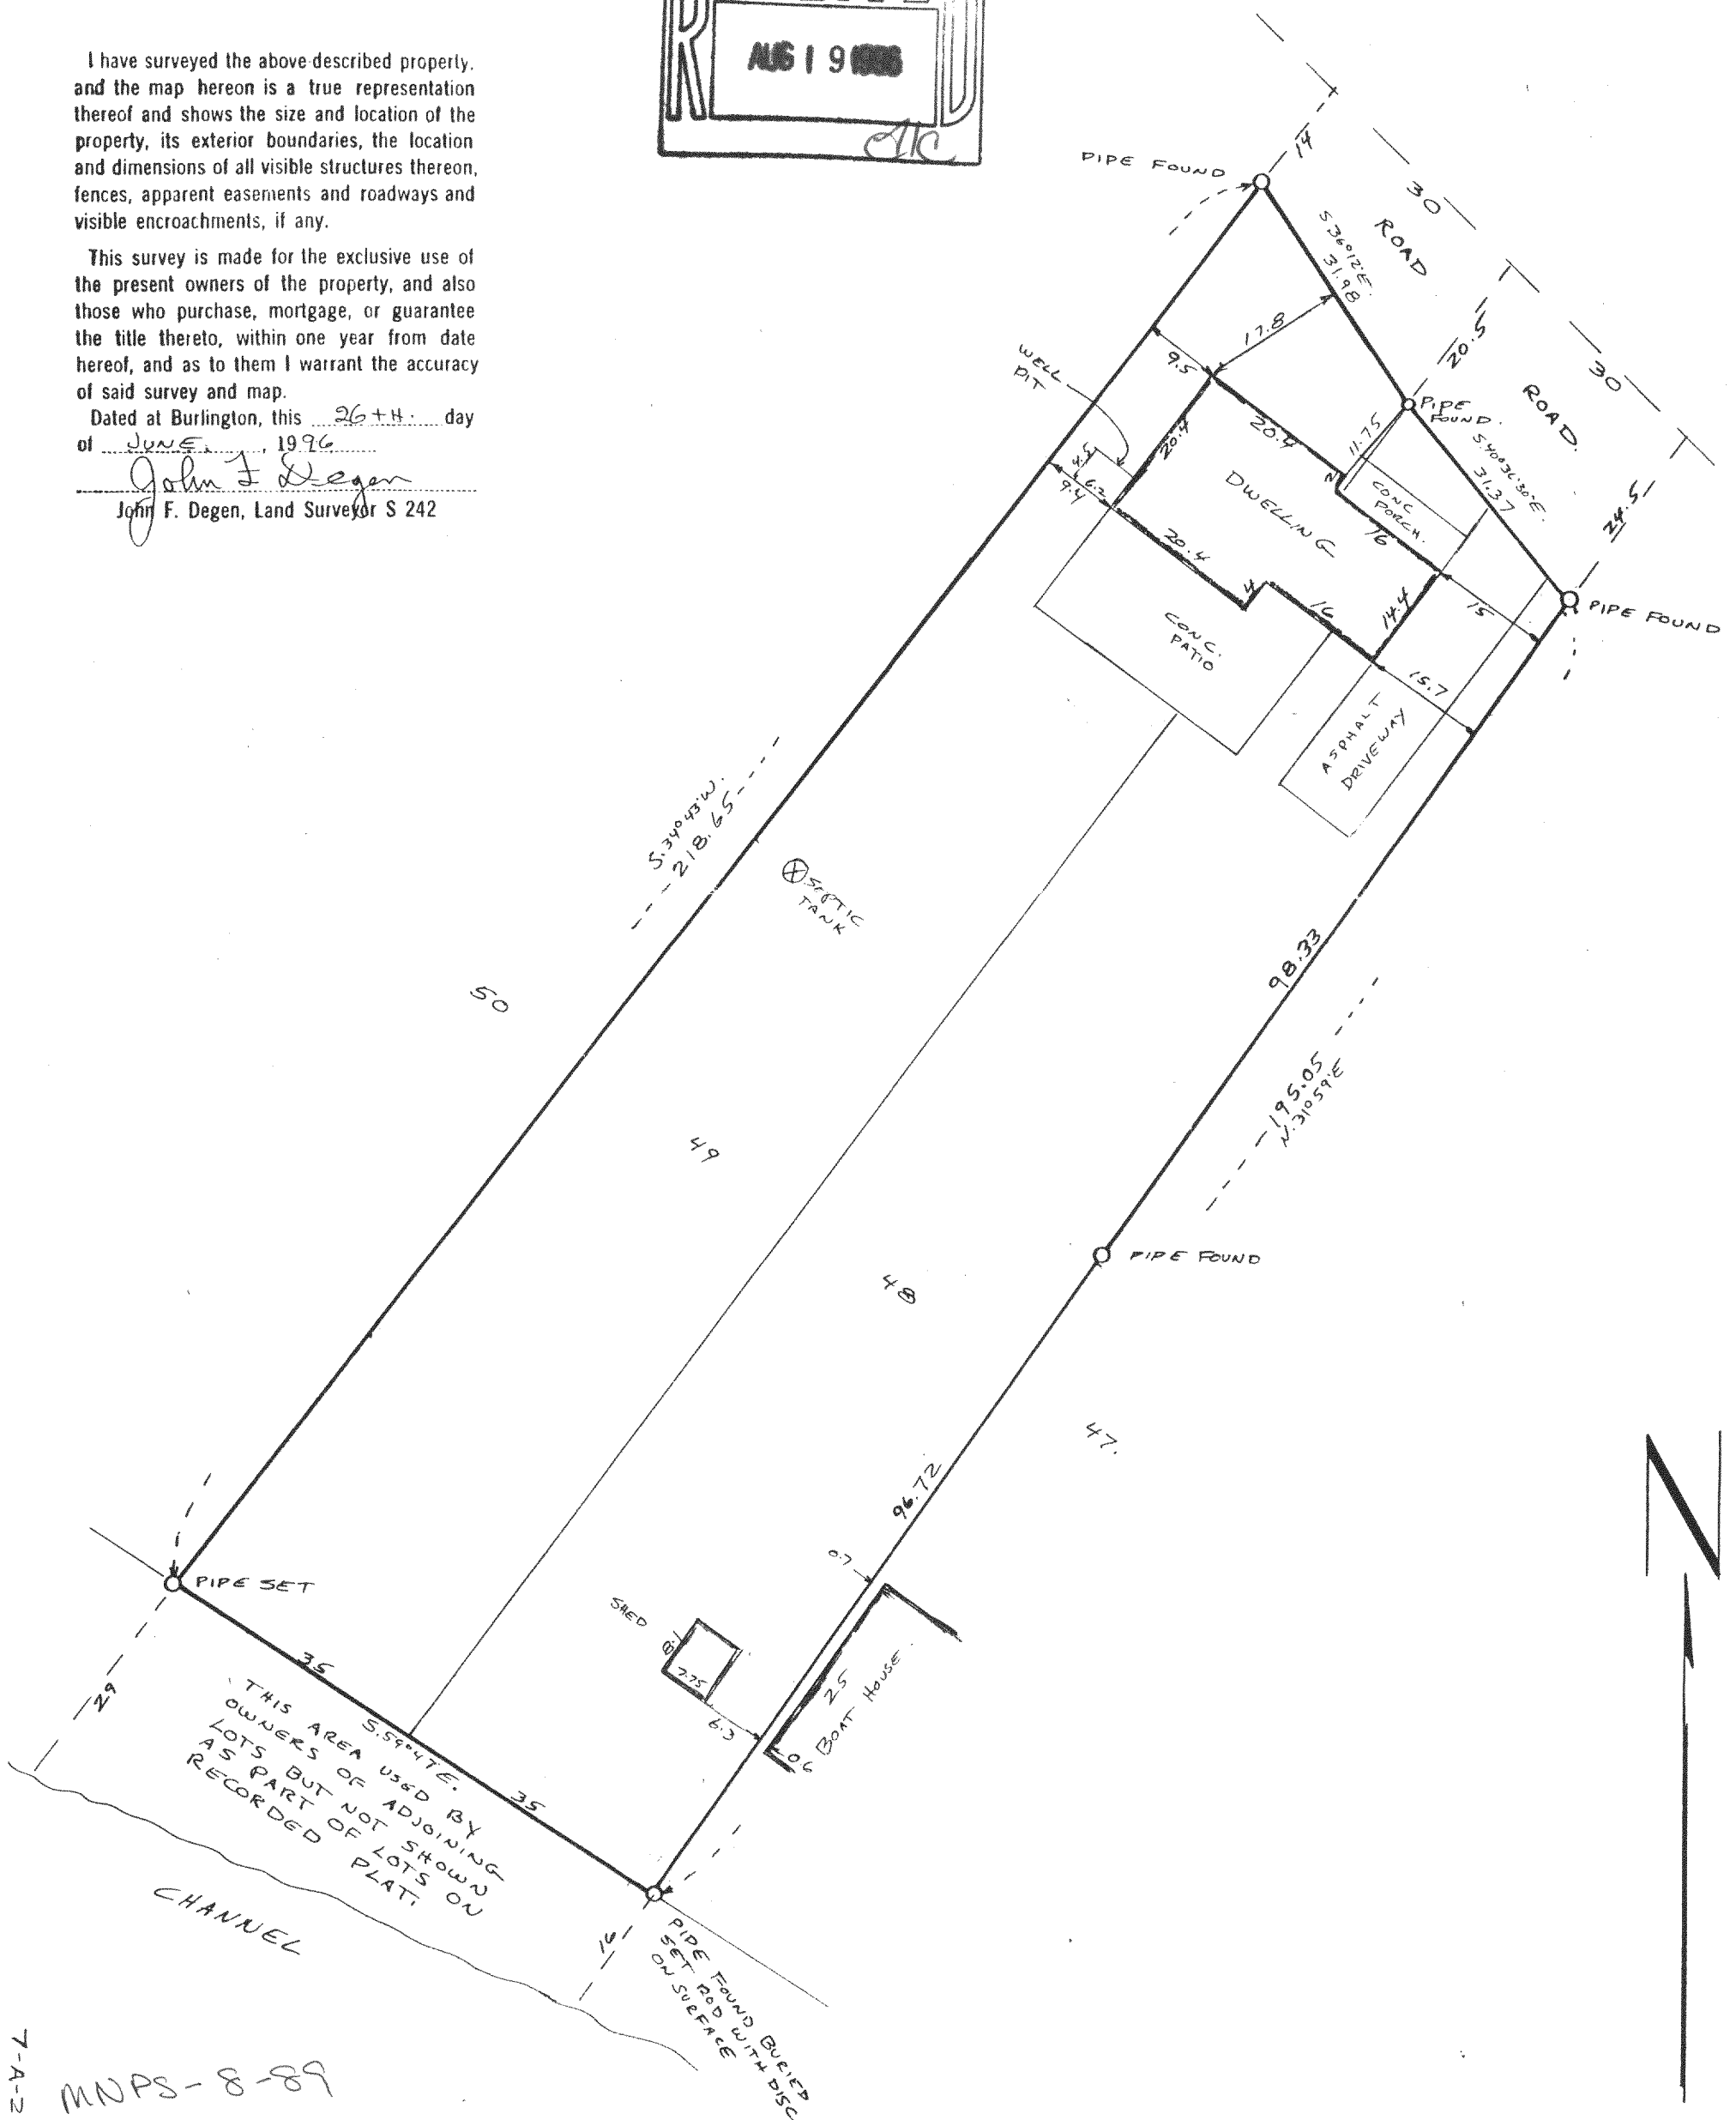 I have surveyed the above described property,
and the map hereon is a true representation
thereof and shows the size and location of the
property, its exterior boundaries, the location
and dimensions of all visible structures thereon,
fences, apparent easements and roadways and
visible encroachments, if any.
This survey is made for the exclusive use of
the present owners of the property, and also
those who purchase, mortgage, or guarantee
the title thereto, within one year from date
hereof, and as to them I warrant the accuracy
of said survey and map.
Dated at Burlington, this 26TH. day
of JUNE, 1996
John F Degen
John F. Degen, Land Surveyor S 242
AUG 19
PIPE FOUND
14
30
ROAD
S.36°12'E.
31.98
17.8
9.5
WELL
PIT
20.5
30
ROAD.
PIPE
FOUND.
S.40°36'30"E.
31.37
24.5
20.4
20.4
11.75
2
CONC
PORCH.
16
DWELLING
4.5
6.2
9.4
20.4
4
16
14.4
15
PIPE FOUND
CONC.
PATIO
15.7
ASPHALT
DRIVEWAY
S.34°43'W.
218.65
SEPTIC
TANK
98.33
50
195.05
N.31°59'E
49
PIPE FOUND
48
47.
96.72
N
0.7
PIPE SET
SHED
8.1
7.75
6.3
25
BOAT HOUSE
0.6
29
35
S.59°47'E.
35
THIS AREA USED BY
OWNERS OF ADJOINING
LOTS BUT NOT SHOWN
AS PART OF LOTS ON
RECORDED PLAT.
CHANNEL
16
PIPE FOUND BURIED
SET ROD WITH DISC
ON SURFACE
7-A-2
MNPS-8-89